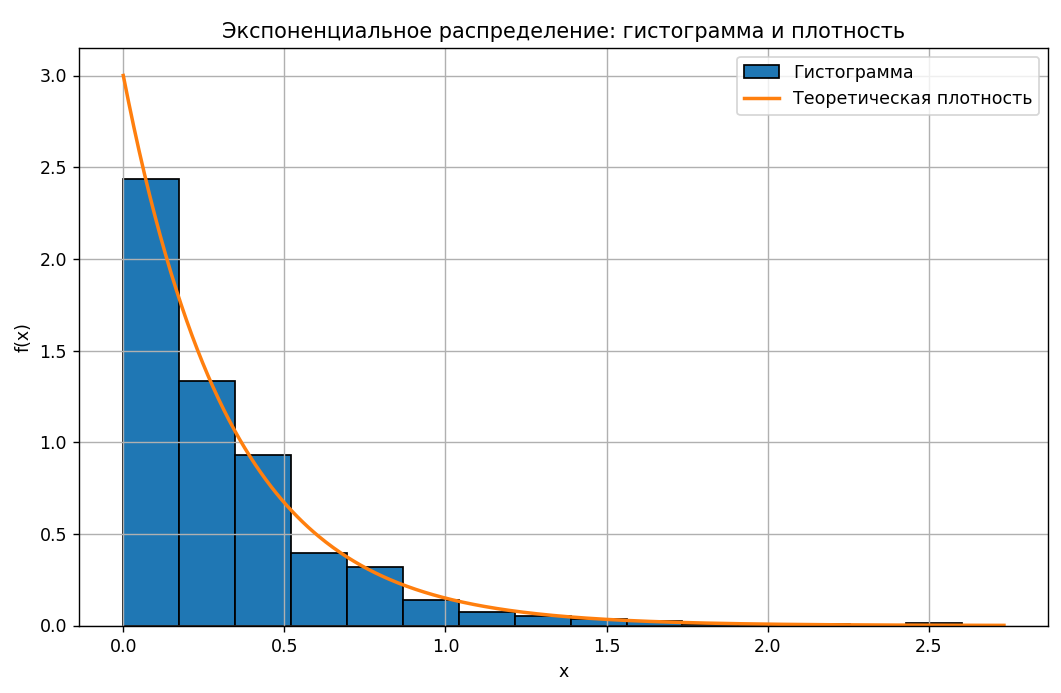 Экспоненциальное распределение: гистограмма и плотность
Гистограмма
Теоретическая плотность
f(x)
3.0
2.5
2.0
1.5
1.0
0.5
0.0
0.0 0.5 1.0 1.5 2.0 2.5
x